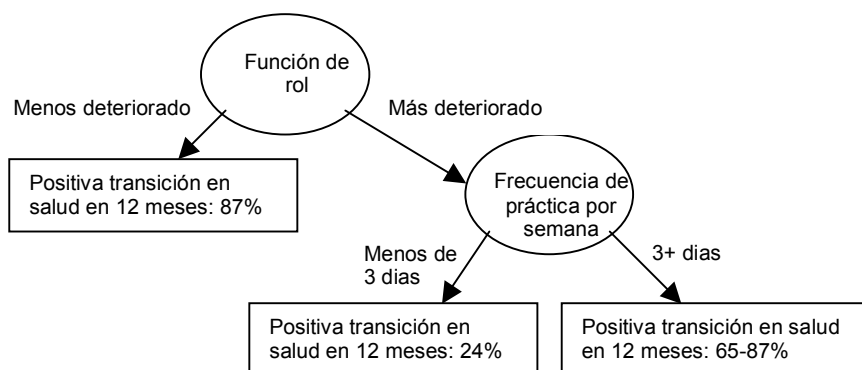 Función de
rol
Menos deteriorado
Más deteriorado
Positiva transición en
salud en 12 meses: 87%
Frecuencia de
práctica por
semana
Menos de
3 dias
3+ dias
Positiva transición en
salud en 12 meses: 24%
Positiva transición en salud
en 12 meses: 65-87%